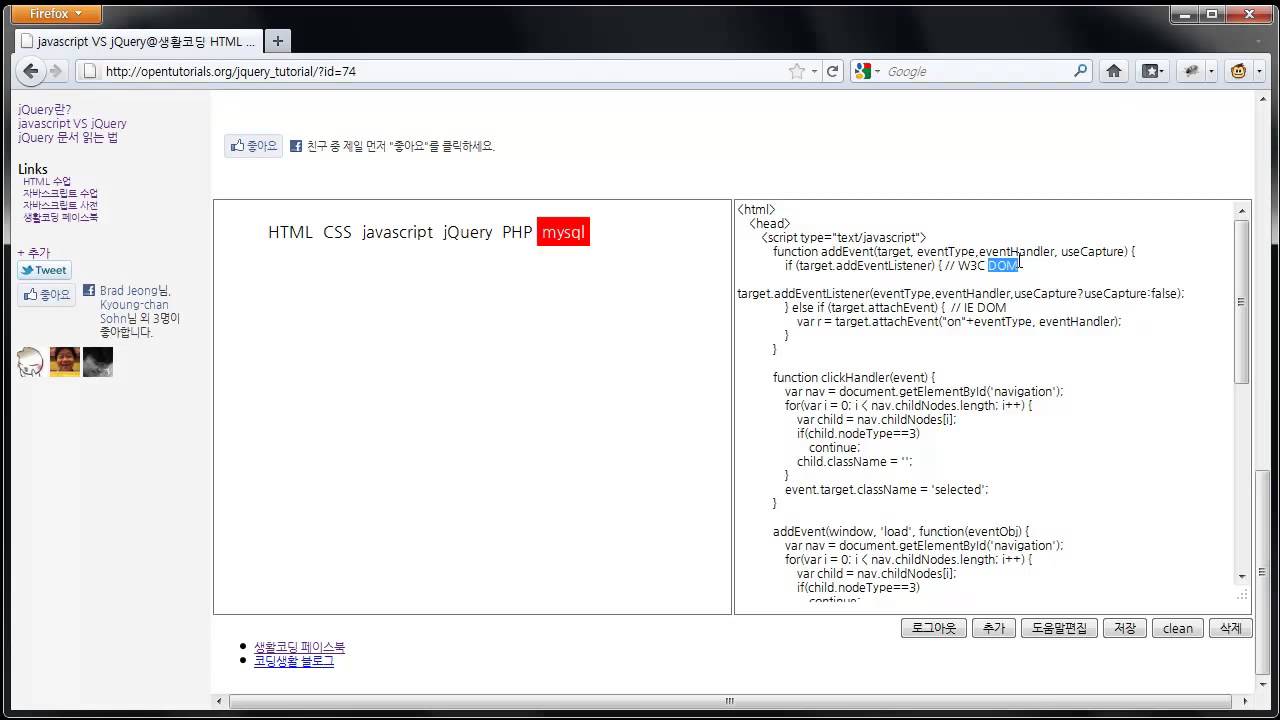 Firefox
javascript VS jQuery@생활코딩 HTML ...
http://opentutorials.org/jquery_tutorial/?id=74
Google
jQuery란?
javascript VS jQuery
jQuery 문서 읽는 법
Links
HTML 수업
자바스크립트 수업
자바스크립트 사전
생활코딩 페이스북
+ 추가
Tweet
좋아요
Brad Jeong님,
Kyoung-chan
Sohn님 외 3명이
좋아합니다.
좋아요 친구 중 제일 먼저 "좋아요"를 클릭하세요.
HTML CSS javascript jQuery PHP mysql
<html>
<head>
<script type="text/javascript">
function addEvent(target, eventType,eventHandler, useCapture) {
if (target.addEventListener) { // W3C DOM
target.addEventListener(eventType,eventHandler,useCapture?useCapture:false);
} else if (target.attachEvent) {  // IE DOM
var r = target.attachEvent("on"+eventType, eventHandler);
}
}
function clickHandler(event) {
var nav = document.getElementById('navigation');
for(var i = 0; i < nav.childNodes.length; i++) {
var child = nav.childNodes[i];
if(child.nodeType==3)
continue;
child.className = '';
}
event.target.className = 'selected';
}
addEvent(window, 'load', function(eventObj) {
var nav = document.getElementById('navigation');
for(var i = 0; i < nav.childNodes.length; i++) {
var child = nav.childNodes[i];
if(child.nodeType==3)
continue;
로그아웃 추가 도움말편집 저장 clean 삭제
생활코딩 페이스북
코딩생활 블로그